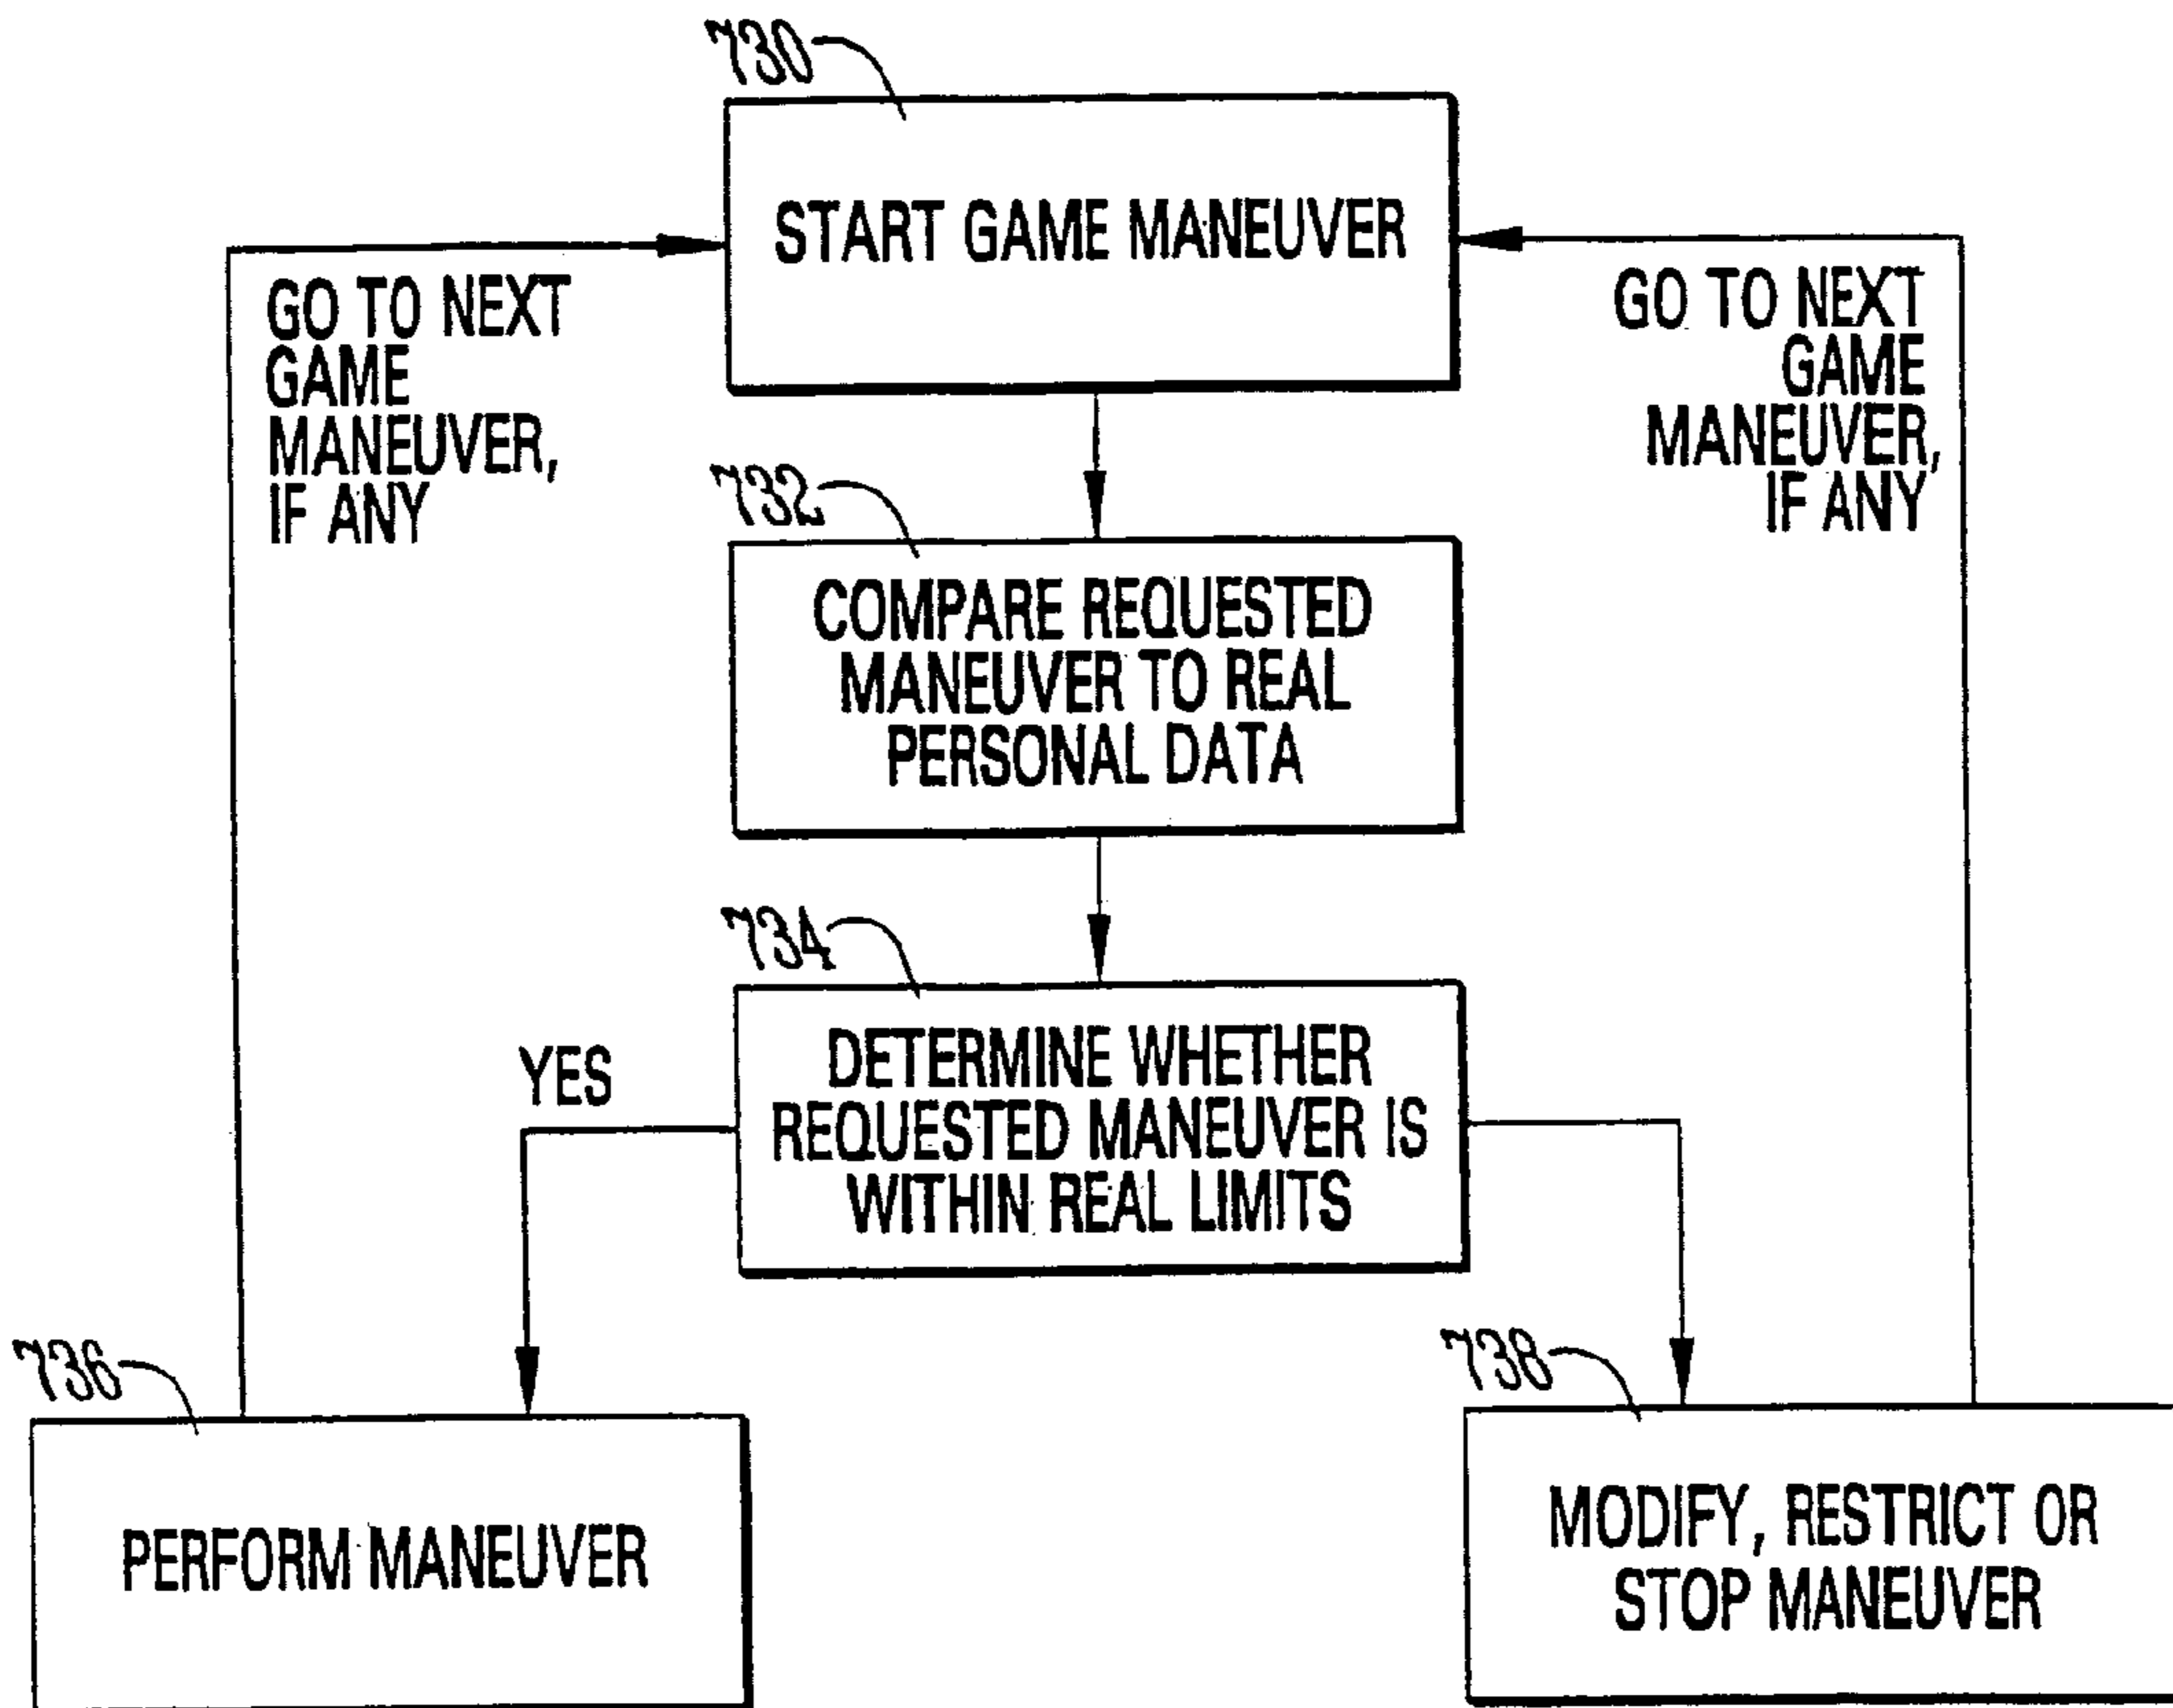 730
START GAME MANEUVER
GO TO NEXT
GAME
MANEUVER,
IF ANY
GO TO NEXT
GAME
MANEUVER,
IF ANY
732
COMPARE REQUESTED
MANEUVER TO REAL
PERSONAL DATA
734
DETERMINE WHETHER
REQUESTED MANEUVER IS
WITHIN REAL LIMITS
YES
736
PERFORM MANEUVER
738
MODIFY, RESTRICT OR
STOP MANEUVER